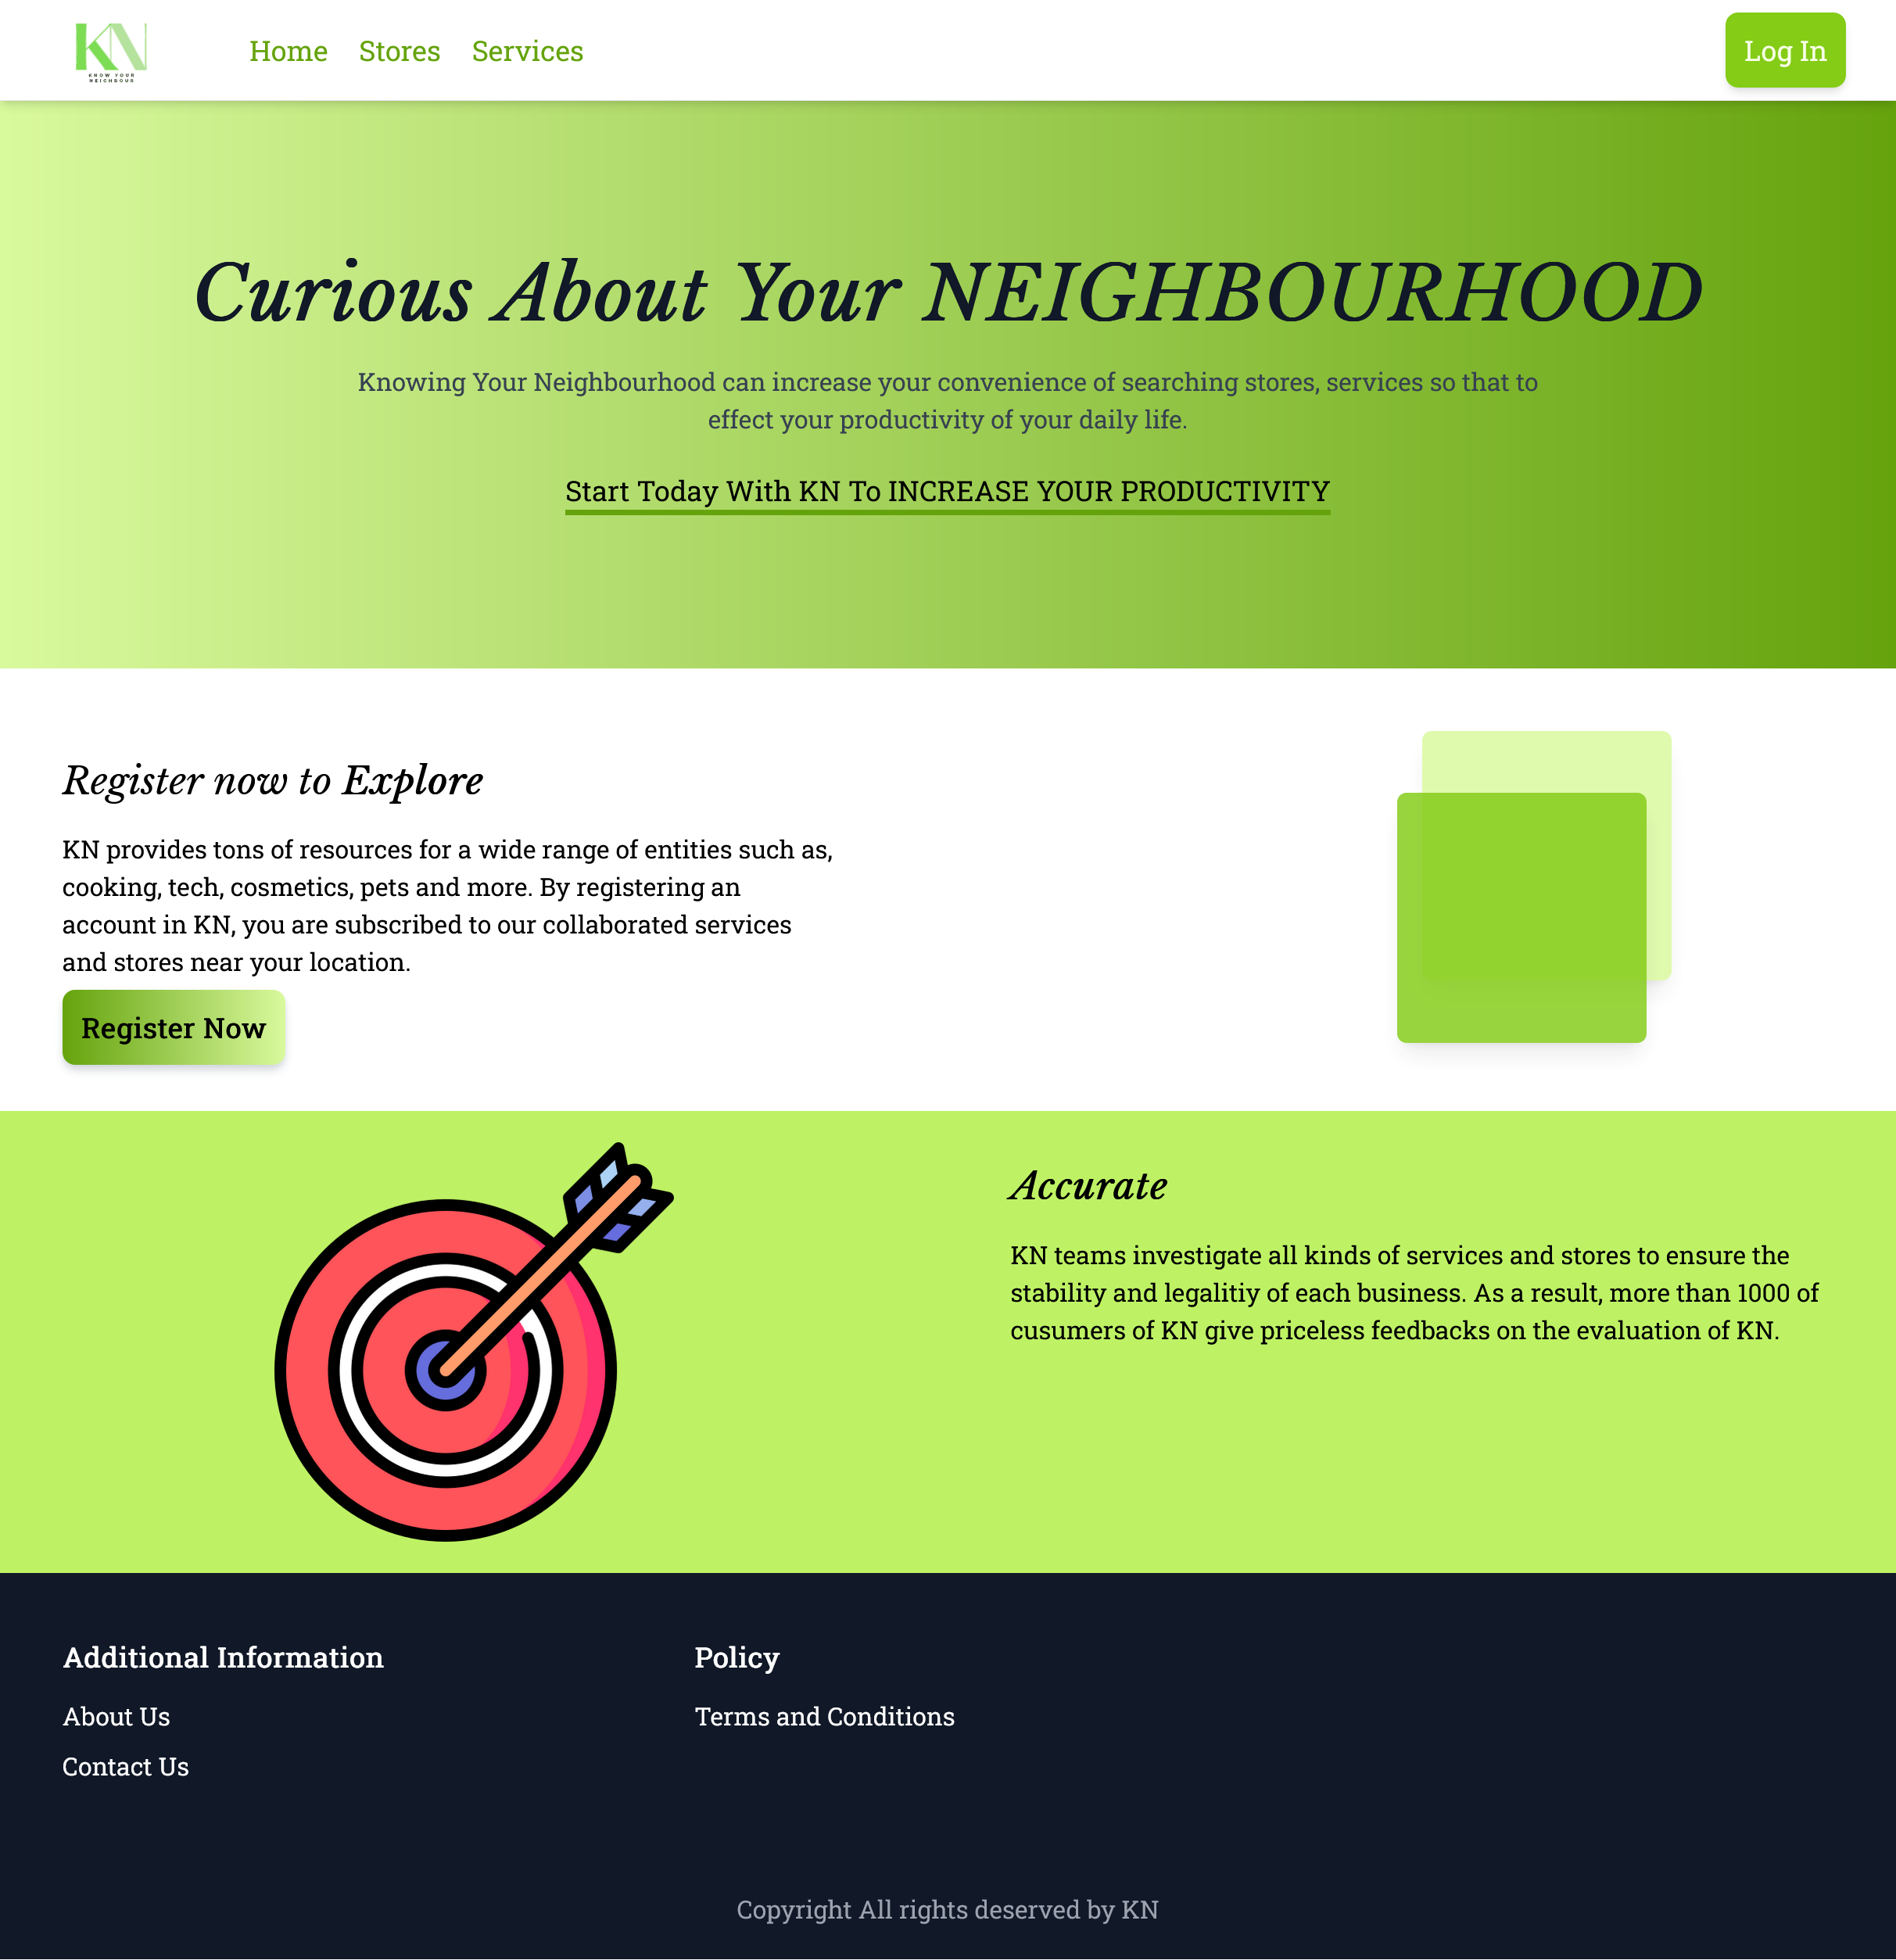 KN
KNOW YOUR
NEIGHBOUR
Home Stores Services
Log In
Curious About Your NEIGHBOURHOOD
Knowing Your Neighbourhood can increase your convenience of searching stores, services so that to
effect your productivity of your daily life.
Start Today With KN To INCREASE YOUR PRODUCTIVITY
Register now to Explore
KN provides tons of resources for a wide range of entities such as,
cooking, tech, cosmetics, pets and more. By registering an
account in KN, you are subscribed to our collaborated services
and stores near your location.
Register Now
Accurate
KN teams investigate all kinds of services and stores to ensure the
stability and legalitiy of each business. As a result, more than 1000 of
cusumers of KN give priceless feedbacks on the evaluation of KN.
Additional Information
About Us
Contact Us
Policy
Terms and Conditions
Copyright All rights deserved by KN